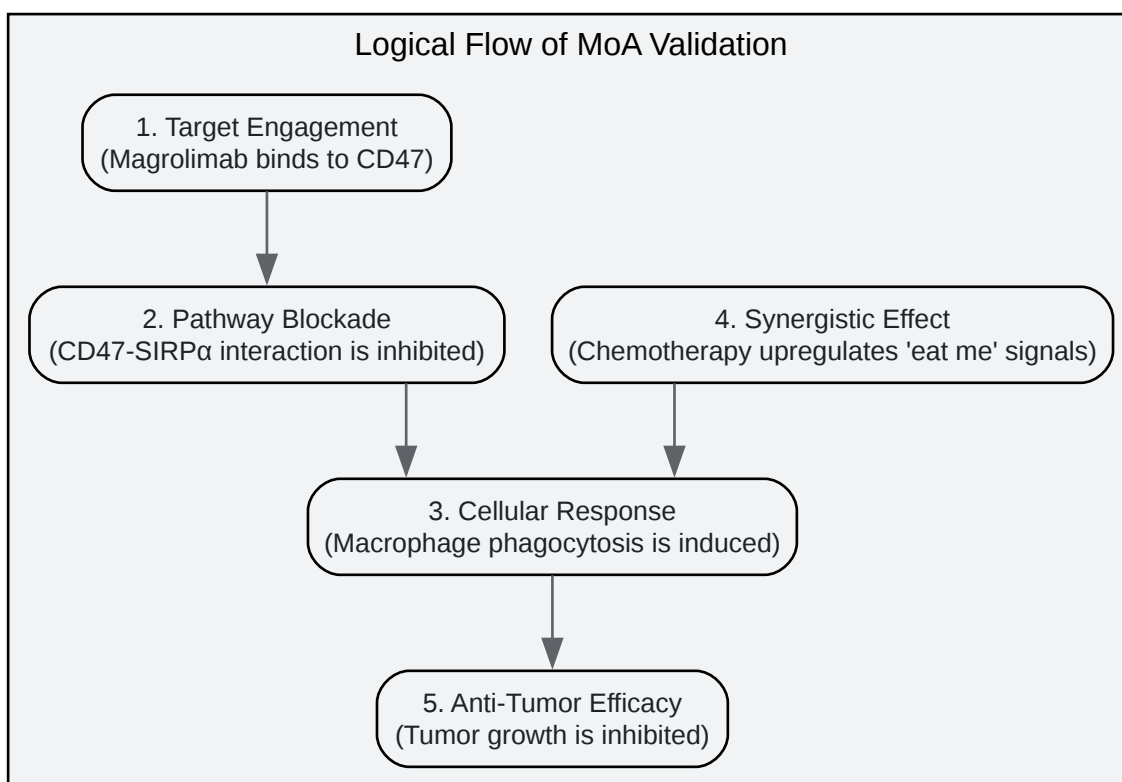 Logical Flow of MoA Validation
1. Target Engagement
(Magrolimab binds to CD47)
2. Pathway Blockade
(CD47-SIRPα interaction is inhibited)
4. Synergistic Effect
(Chemotherapy upregulates 'eat me' signals)
3. Cellular Response
(Macrophage phagocytosis is induced)
5. Anti-Tumor Efficacy
(Tumor growth is inhibited)